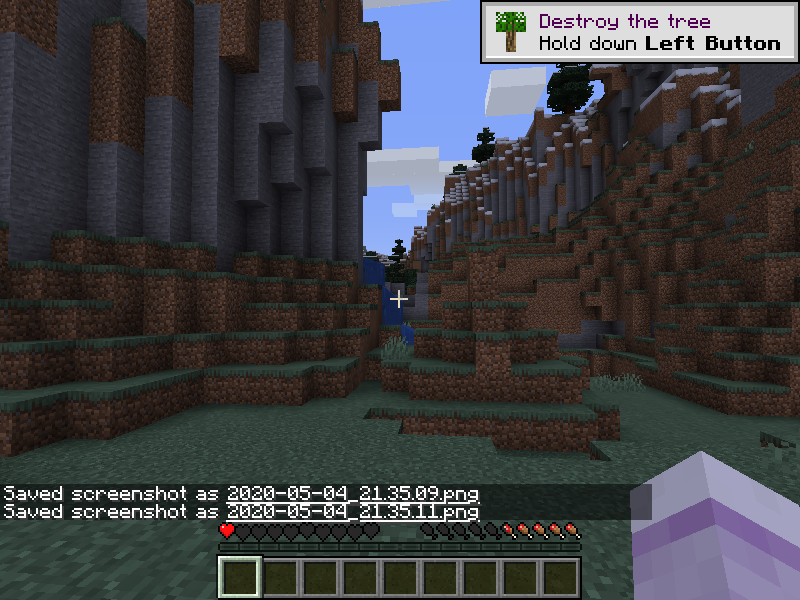 Destroy the tree
Hold down Left Button
Saved screenshot as 2020-05-04_21.35.09.png
Saved screenshot as 2020-05-04_21.35.11.png